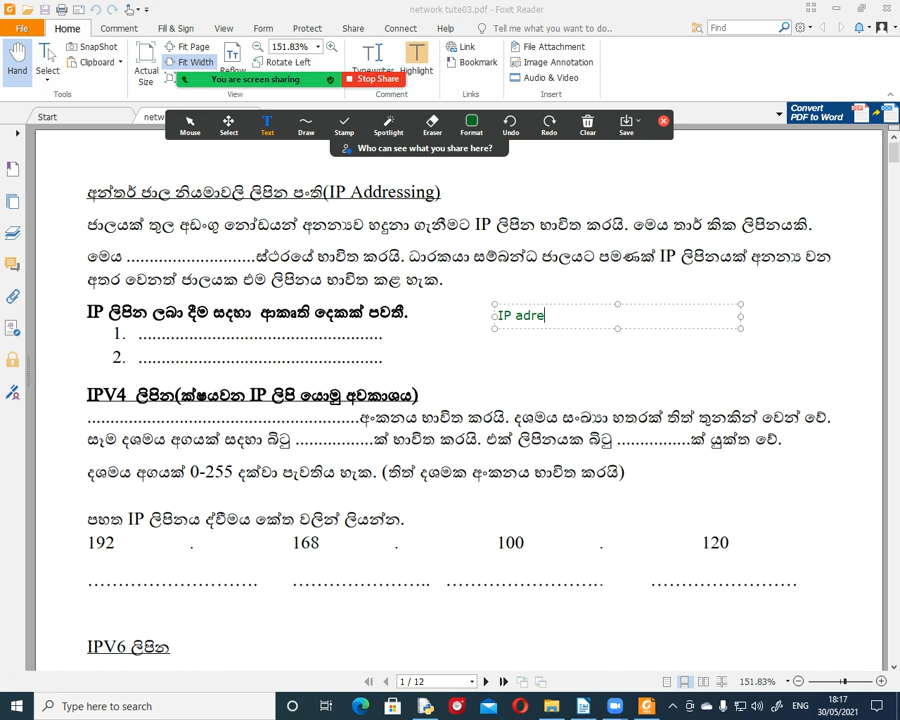 network tute03.pdf - Foxit Reader
File Home Comment Fill & Sign View Form Protect Share Connect Help Tell me what you want to do.. Find
Hand Select SnapShot Clipboard Actual Size Fit Page Fit Width Reflow 151.83% Rotate Left Typewriter Highlight Link Bookmark File Attachment Image Annotation Audio & Video
You are screen sharing Stop Share
Tools View Comment Links Insert
Start netw Convert PDF to Word
Mouse Select Text Draw Stamp Spotlight Eraser Format Undo Redo Clear Save
Who can see what you share here?
අන්තර් ජාල නියමාවලි ලිපින පංති(IP Addressing)
ජාලයක් තුල අඩංගු නෝඩයන් අනන්‍යව හදුනා ගැනීමට IP ලිපින භාවිත කරයි. මෙය තාර් කික ලිපිනයකි.
මෙය ............................ස්ථරයේ භාවිත කරයි. ධාරකයා සම්බන්ධ ජාලයට පමණක් IP ලිපිනයක් අනන්‍ය වන
අතර වෙනත් ජාලයක එම ලිපිනය භාවිත කළ හැක.
IP ලිපින ලබා දීම සදහා ආකෘති දෙකක් පවතී.
IP adre
1. .....................................................
2. .....................................................
IPV4 ලිපින(ක්ෂයවන IP ලිපි යොමු අවකාශය)
...........................................................අංකනය භාවිත කරයි. දශමය සංඛ්‍යා හතරක් තිත් තුනකින් වෙන් වේ.
සෑම දශමය අගයක් සදහා බිටු .................ක් භාවිත කරයි. එක් ලිපිනයක බිටු ................ක් යුක්ත වේ.
දශමය අගයක් 0-255 දක්වා පැවතිය හැක. (තිත් දශමක අංකනය භාවිත කරයි)
පහත IP ලිපිනය ද්වීමය කේත වලින් ලියන්න.
192 . 168 . 100 . 120
............................ ........................ .......................... ........................
IPV6 ලිපින
1 / 12 151.83%
Type here to search ENG 18:17 30/05/2021